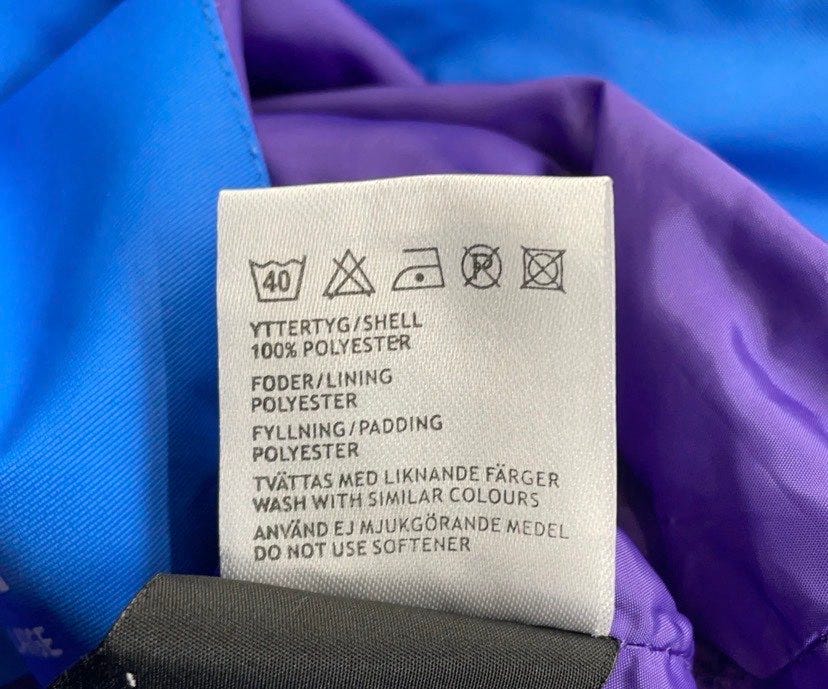 40
P
YTTERTYG/SHELL
100% POLYESTER
FODER/LINING
POLYESTER
FYLLNING/PADDING
POLYESTER
TVÄTTAS MED LIKNANDE FÄRGER
WASH WITH SIMILAR COLOURS
ANVÄND EJ MJUKGÖRANDE MEDEL
DO NOT USE SOFTENER